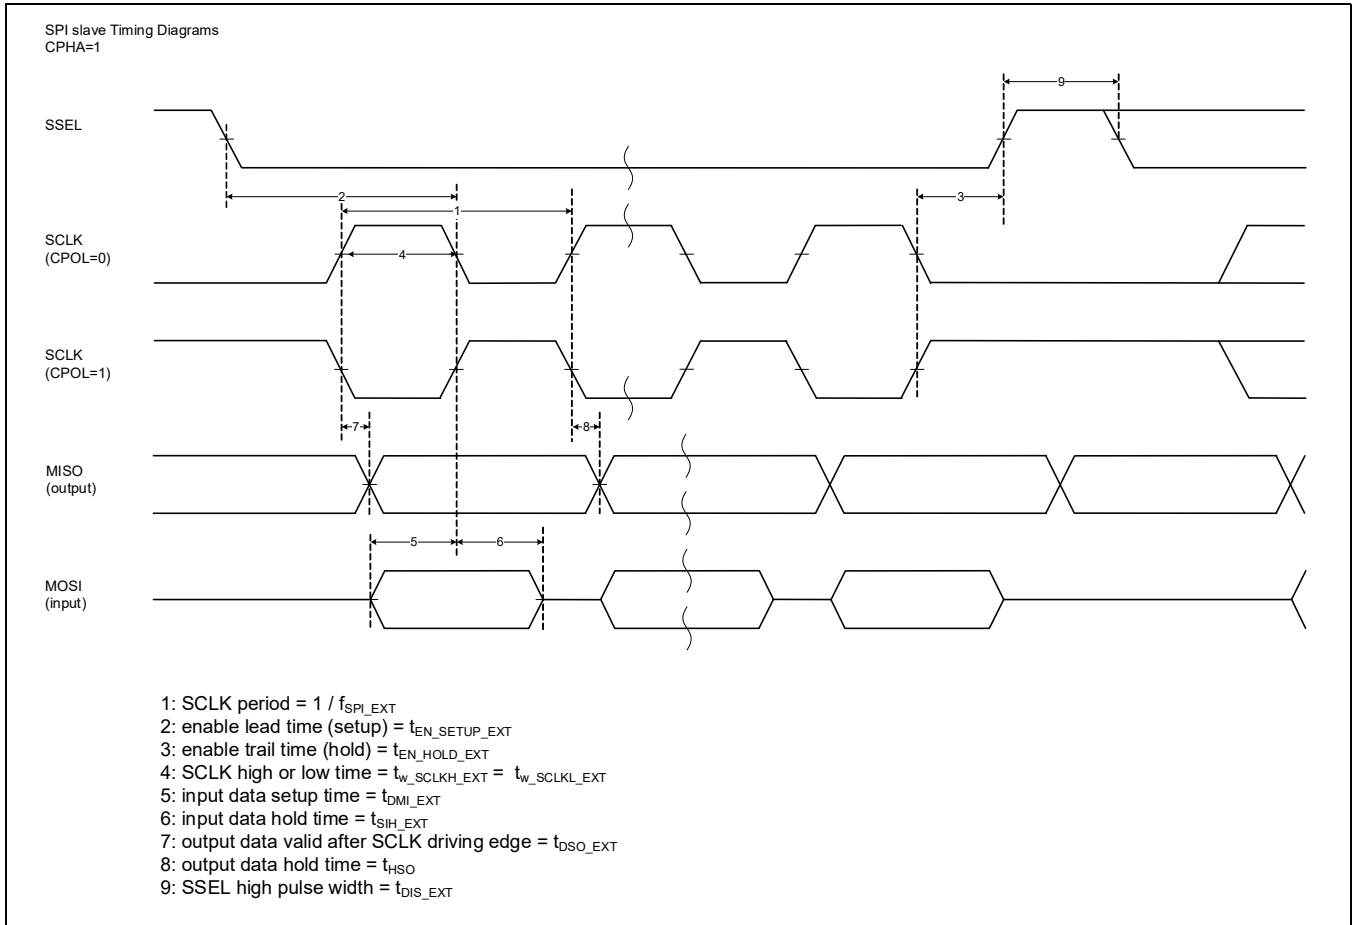 SPI slave Timing Diagrams
CPHA=1
9
SSEL
2
3
1
SCLK
(CPOL=0)
4
SCLK
(CPOL=1)
7
8
MISO
(output)
5
6
MOSI
(input)
1: SCLK period = 1 / fSPI_EXT
2: enable lead time (setup) = tEN_SETUP_EXT
3: enable trail time (hold) = tEN_HOLD_EXT
4: SCLK high or low time = tw_SCLKH_EXT = tw_SCLKL_EXT
5: input data setup time = tDMI_EXT
6: input data hold time = tSIH_EXT
7: output data valid after SCLK driving edge = tDSO_EXT
8: output data hold time = tHSO
9: SSEL high pulse width = tDIS_EXT